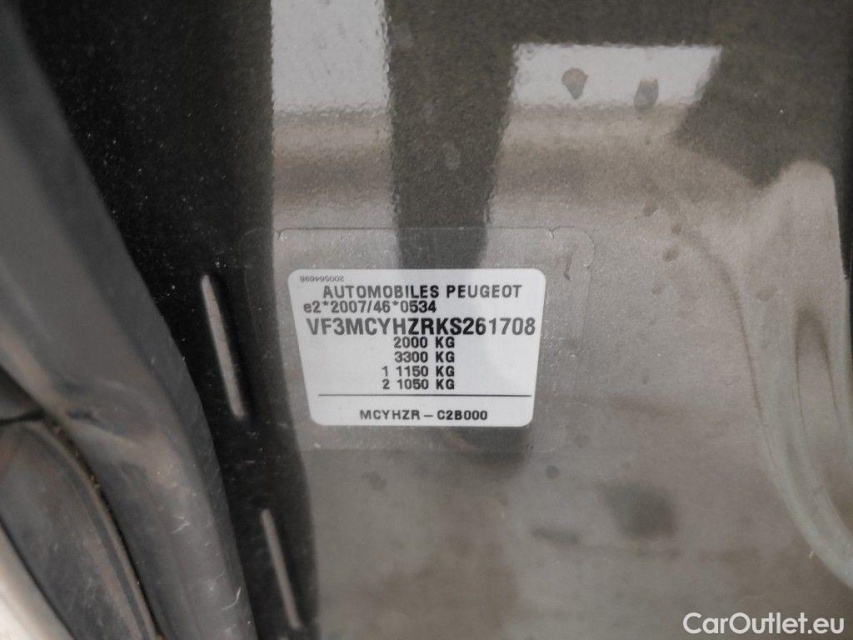 200564698
AUTOMOBILES PEUGEOT
e2*2007/46*0534
VF3MCYHZRKS261708
2000 KG
3300 KG
1 1150 KG
2 1050 KG
MCYHZR – C2B000
CarOutlet.eu